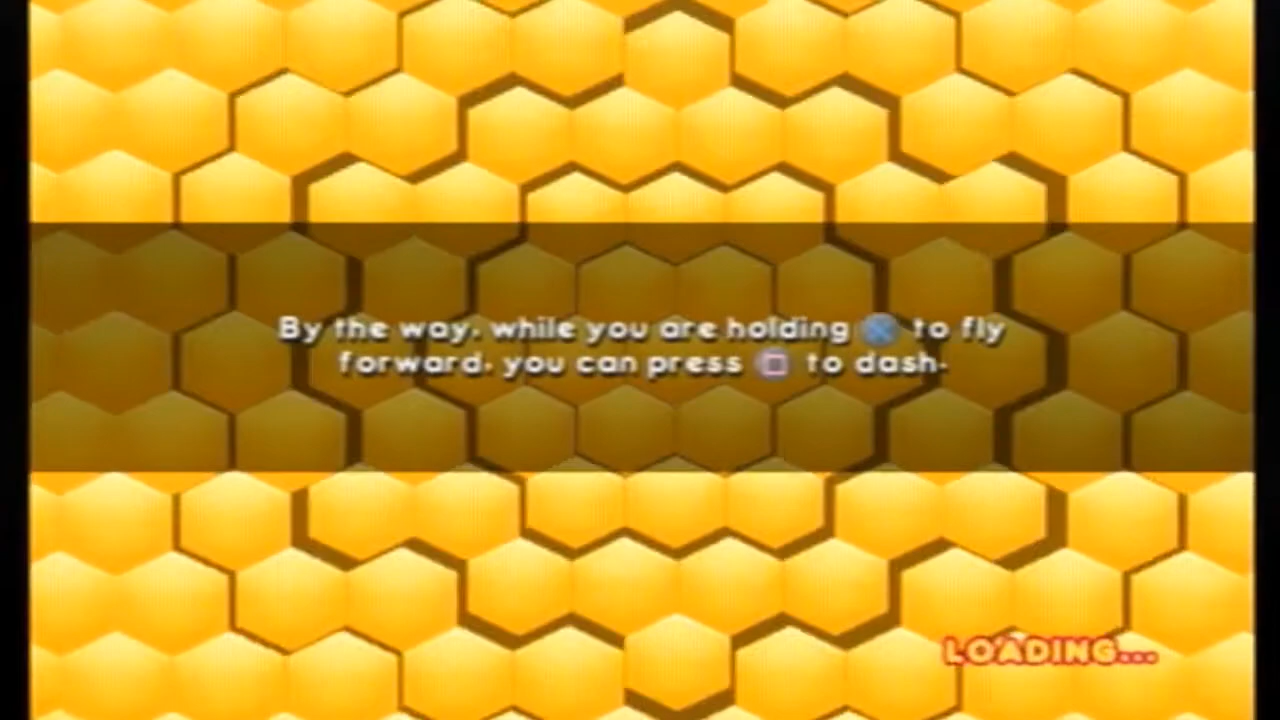 By the way, while you are holding ⓧ to fly
forward, you can press □ to dash.
LOADING...